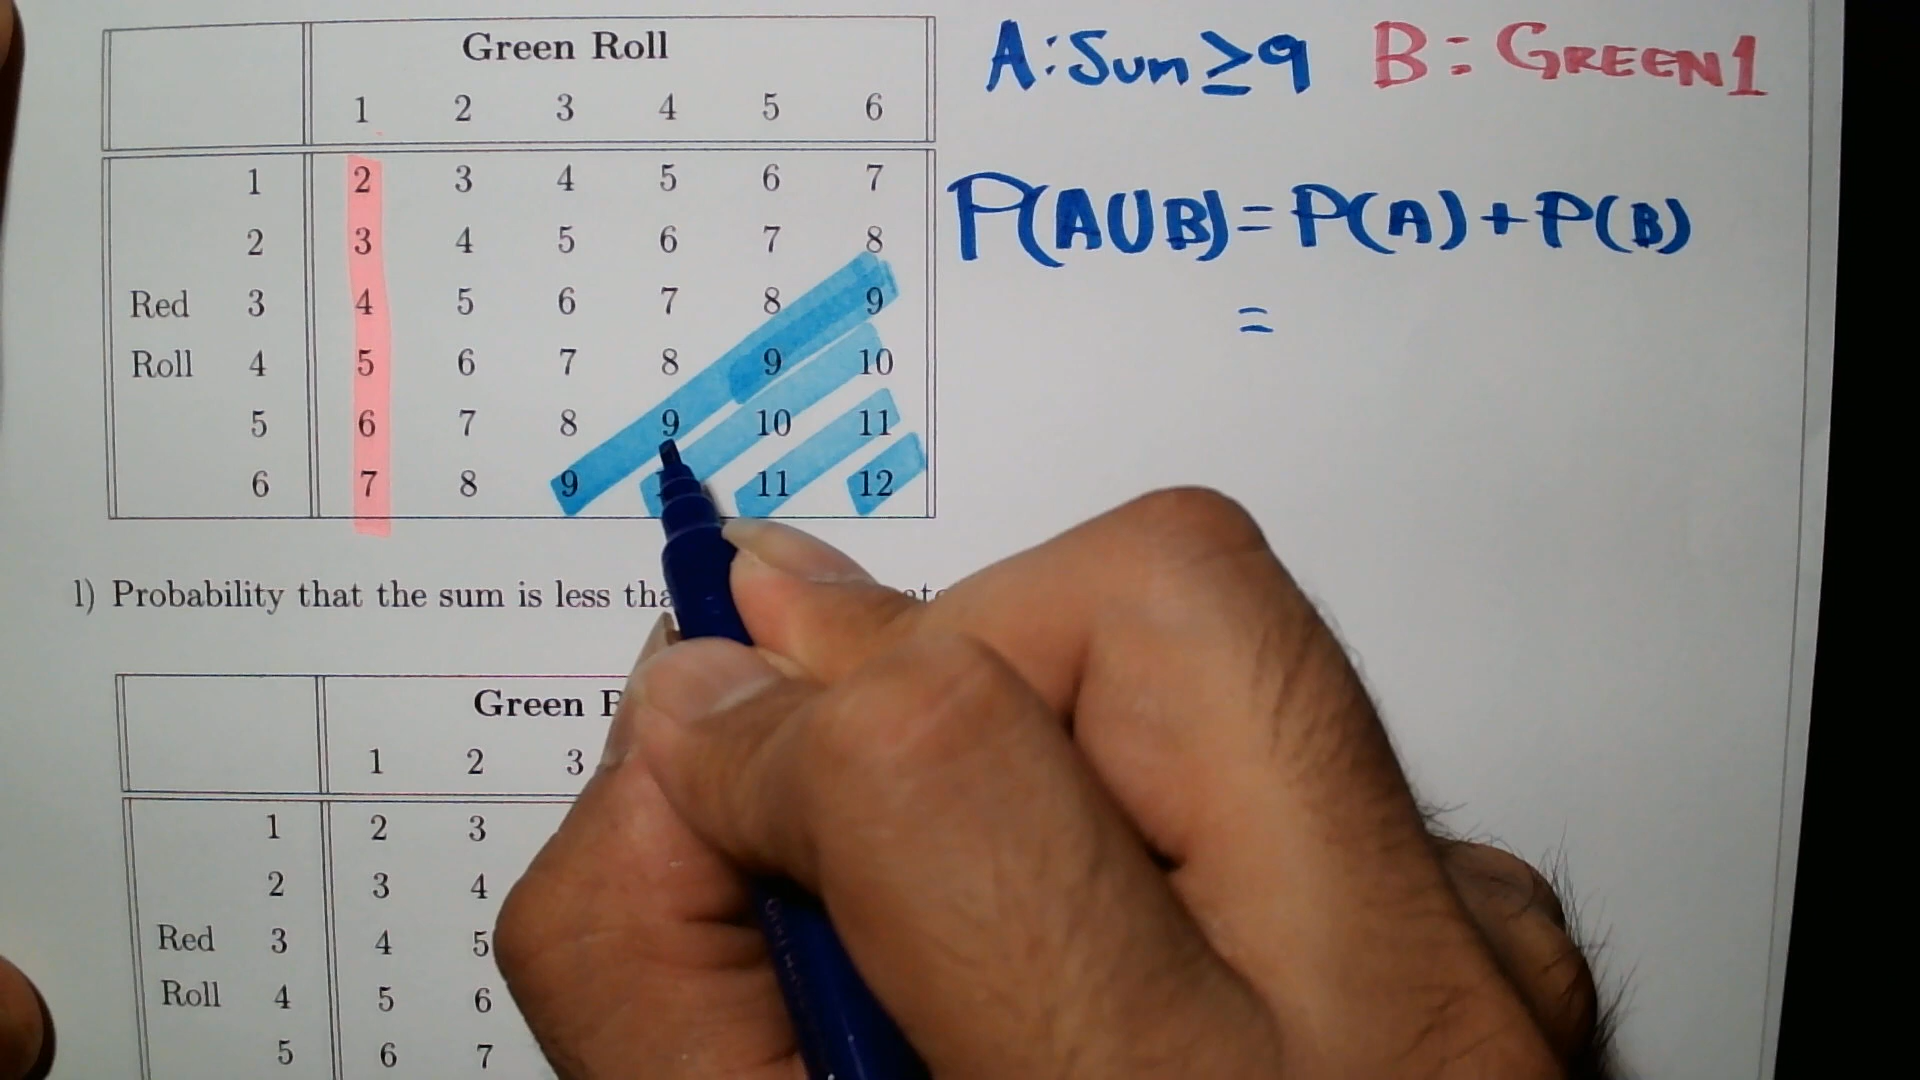 Green Roll
1 2 3 4 5 6
1 2 3 4 5 6 7
2 3 4 5 6 7 8
Red 3 4 5 6 7 8 9
Roll 4 5 6 7 8 9 10
5 6 7 8 9 10 11
6 7 8 9 11 12
A: Sum ≥ 9 B: GREEN 1
P(A∪B) = P(A) + P(B)
=
l) Probability that the sum is less
Green
1 2 3
1 2 3
2 3 4
Red 3 4 5
Roll 4 5 6
5 6 7